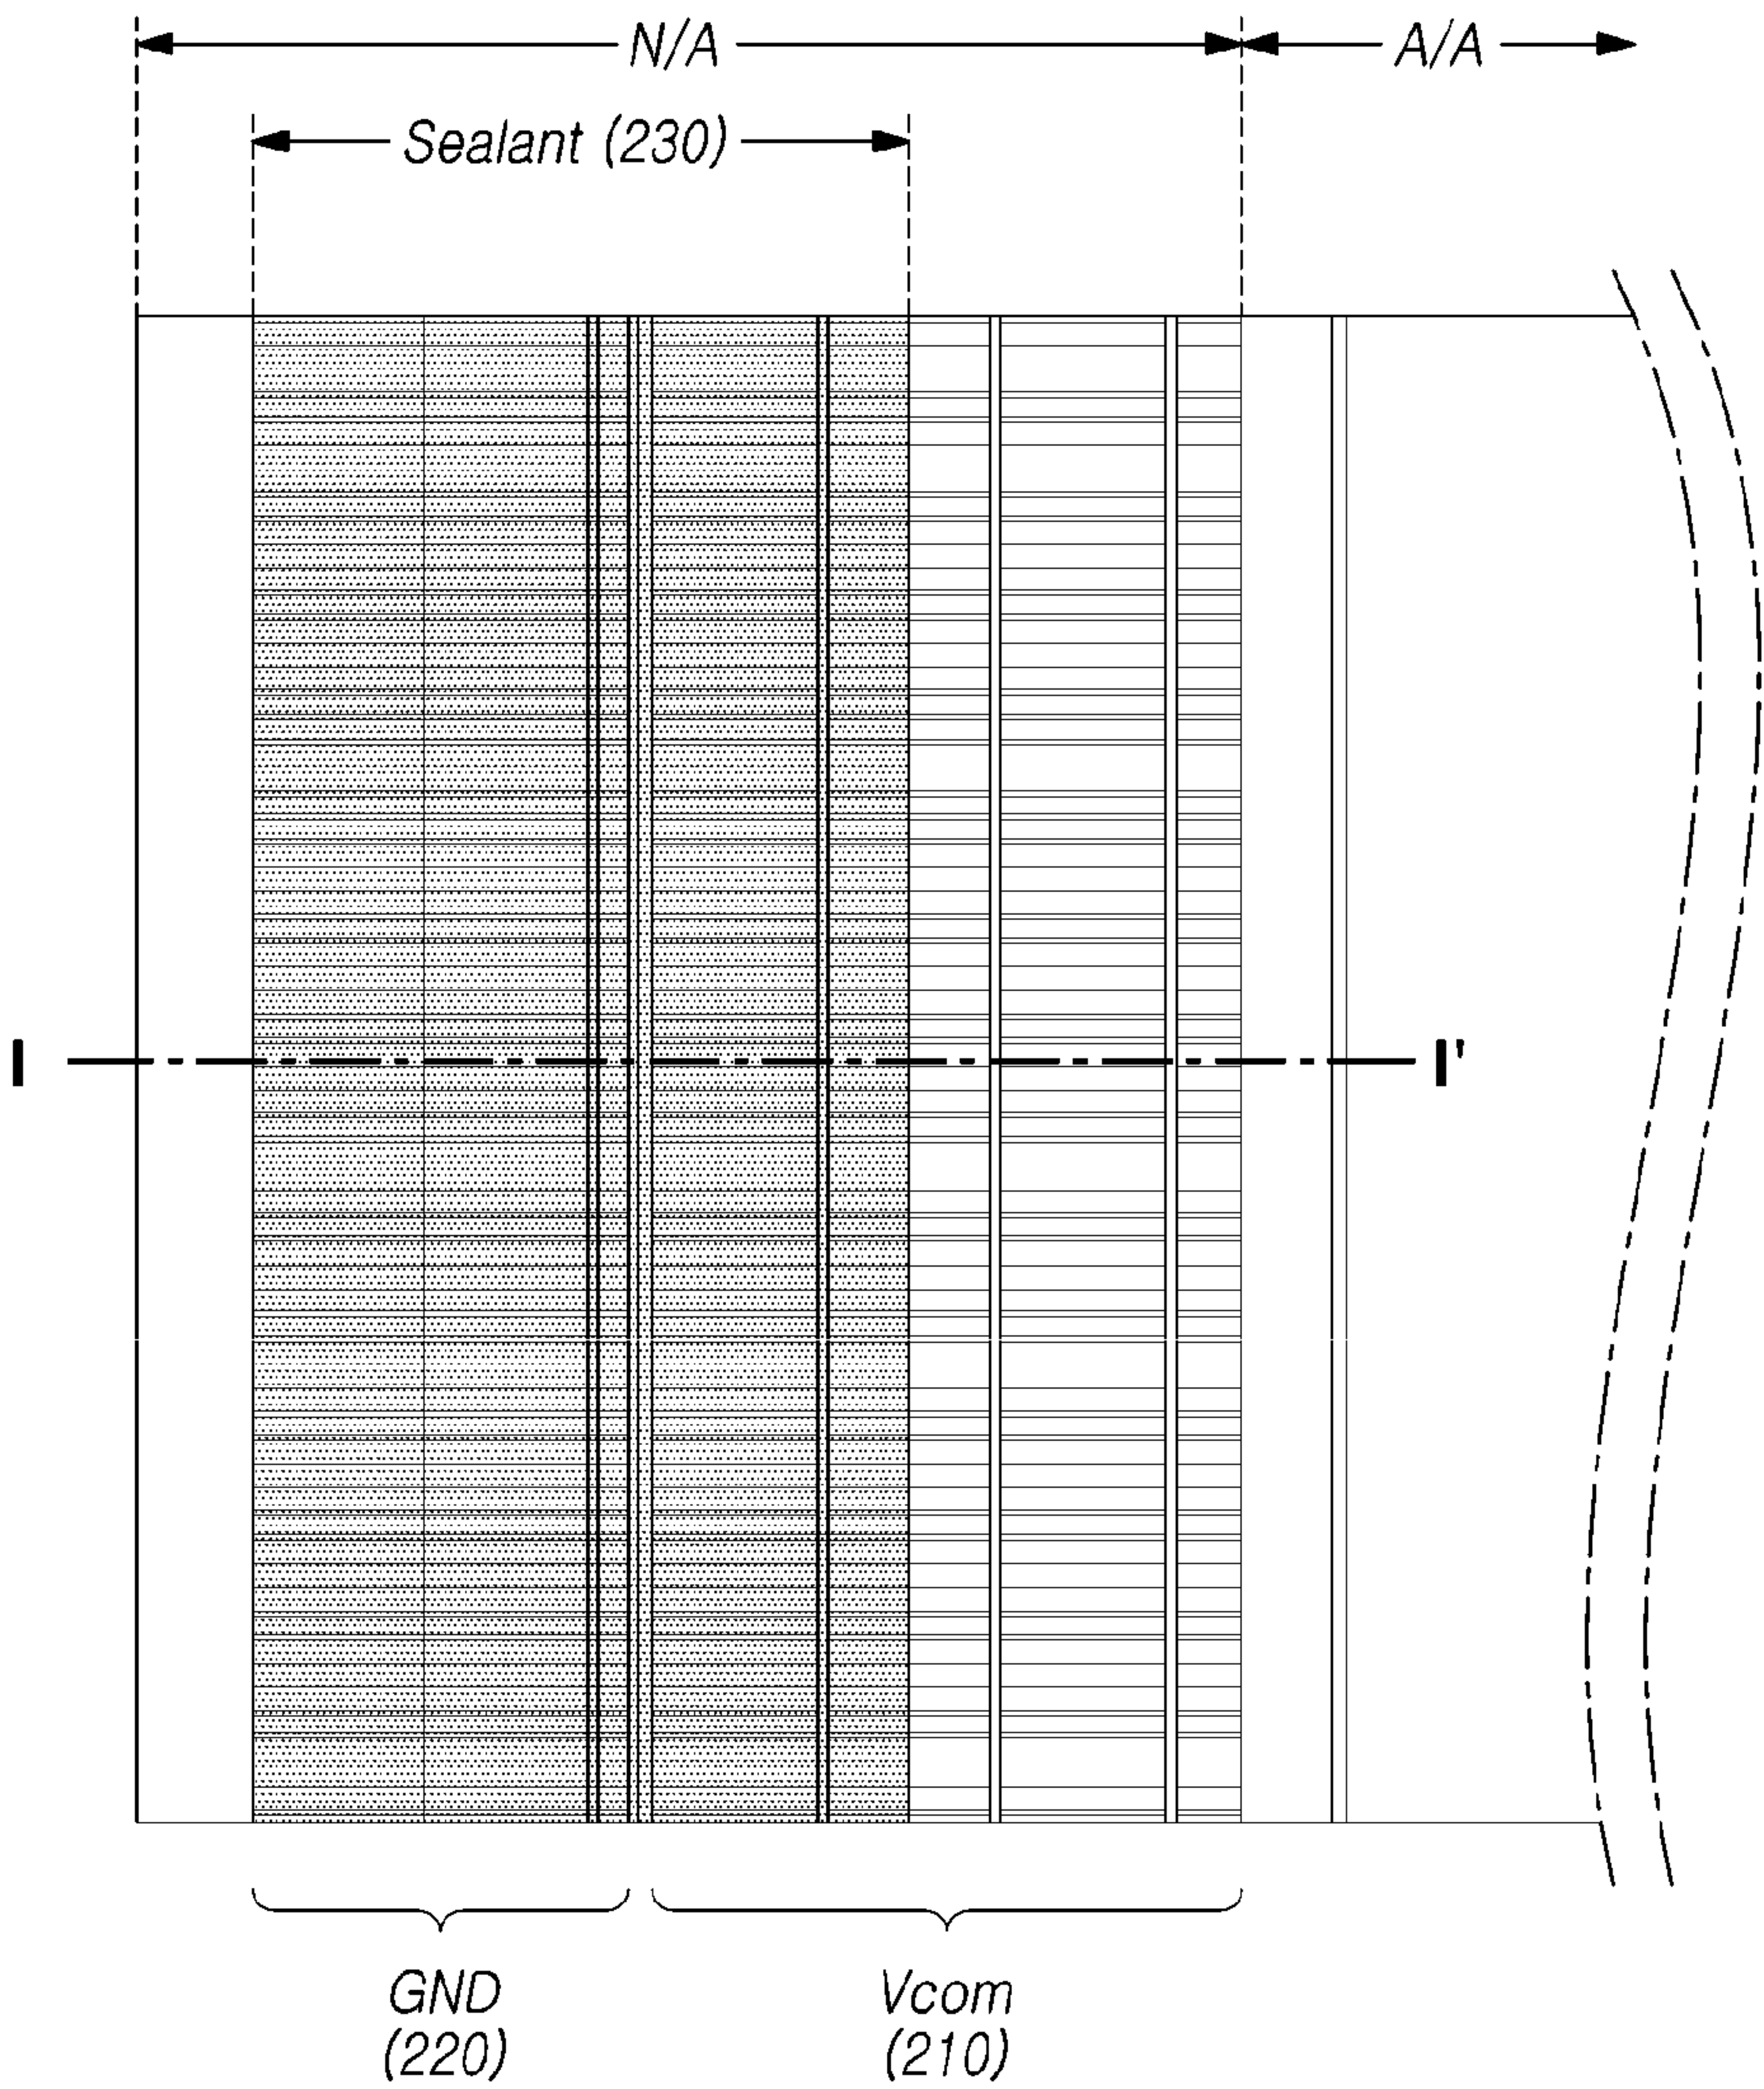 N/A A/A
Sealant (230)
I I'
GND Vcom
(220) (210)